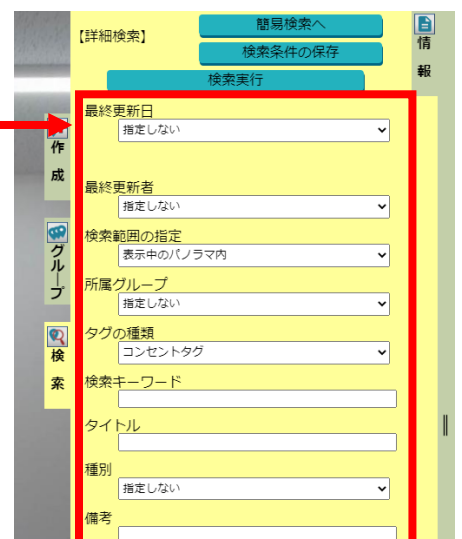 【詳細検索】
簡易検索へ
検索条件の保存
検索実行
情報
作成
グループ
検索
最終更新日
指定しない
最終更新者
指定しない
検索範囲の指定
表示中のパノラマ内
所属グループ
指定しない
タグの種類
コンセントタグ
検索キーワード
タイトル
種別
指定しない
備考